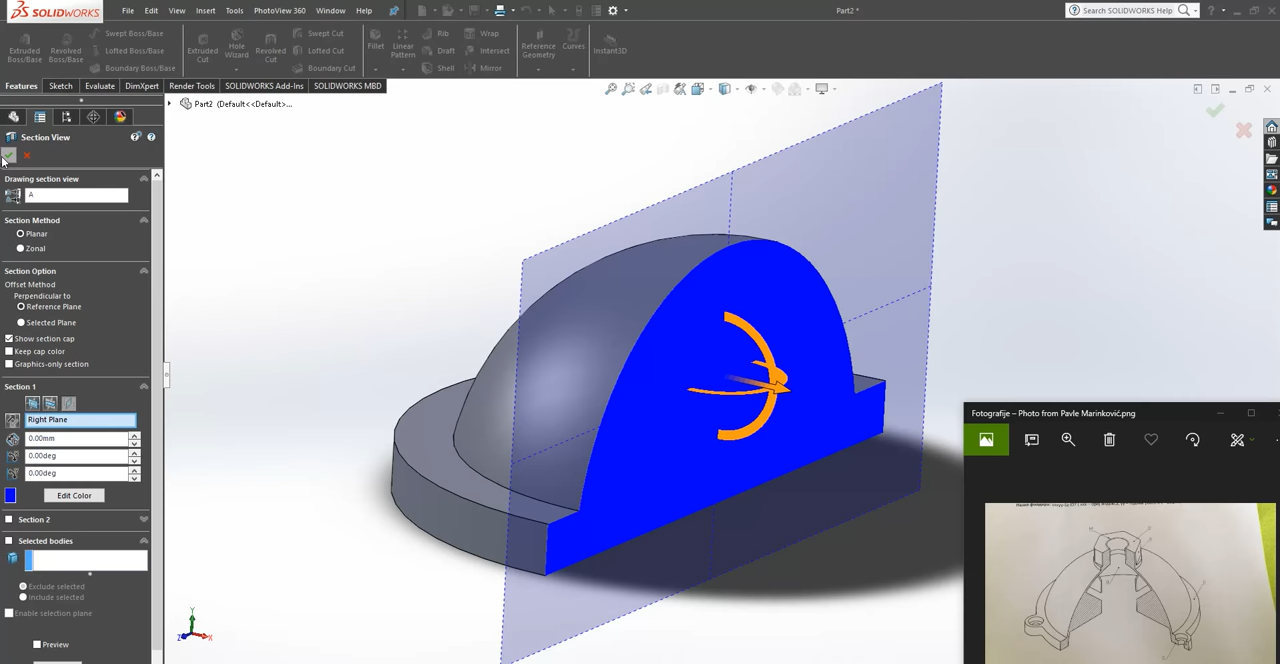 SOLIDWORKS
File Edit View Insert Tools PhotoView 360 Window Help
Part2 *
Search SOLIDWORKS Help
Extruded Boss/Base
Revolved Boss/Base
Swept Boss/Base
Lofted Boss/Base
Boundary Boss/Base
Extruded Cut
Hole Wizard
Revolved Cut
Swept Cut
Lofted Cut
Boundary Cut
Fillet
Linear Pattern
Rib
Draft
Shell
Wrap
Intersect
Mirror
Reference Geometry
Curves
Instant3D
Features Sketch Evaluate DimXpert Render Tools SOLIDWORKS Add-Ins SOLIDWORKS MBD
Part2 (Default<<Default>...
Section View
Drawing section view
A
Section Method
Planar
Zonal
Section Option
Offset Method
Perpendicular to
Reference Plane
Selected Plane
Show section cap
Keep cap color
Graphics-only section
Section 1
Right Plane
0.00mm
0.00deg
0.00deg
Edit Color
Section 2
Selected bodies
Exclude selected
Include selected
Enable selection plane
Preview
Y
Z
X
Fotografije – Photo from Pavle Marinković.png